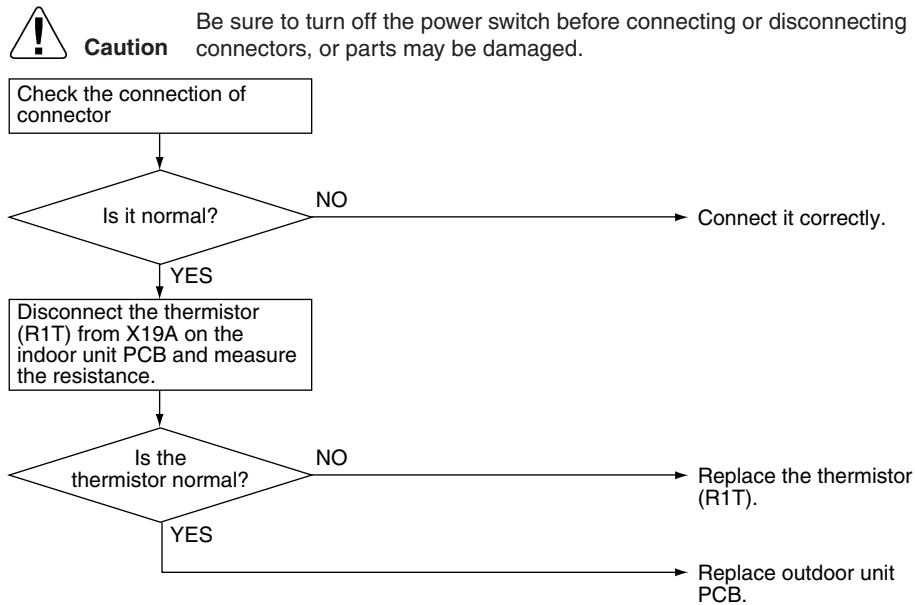 Be sure to turn off the power switch before connecting or disconnecting
Caution connectors, or parts may be damaged.
Check the connection of
connector
Is it normal?
NO
Connect it correctly.
YES
Disconnect the thermistor
(R1T) from X19A on the
indoor unit PCB and measure
the resistance.
Is the
thermistor normal?
NO
Replace the thermistor
(R1T).
YES
Replace outdoor unit
PCB.